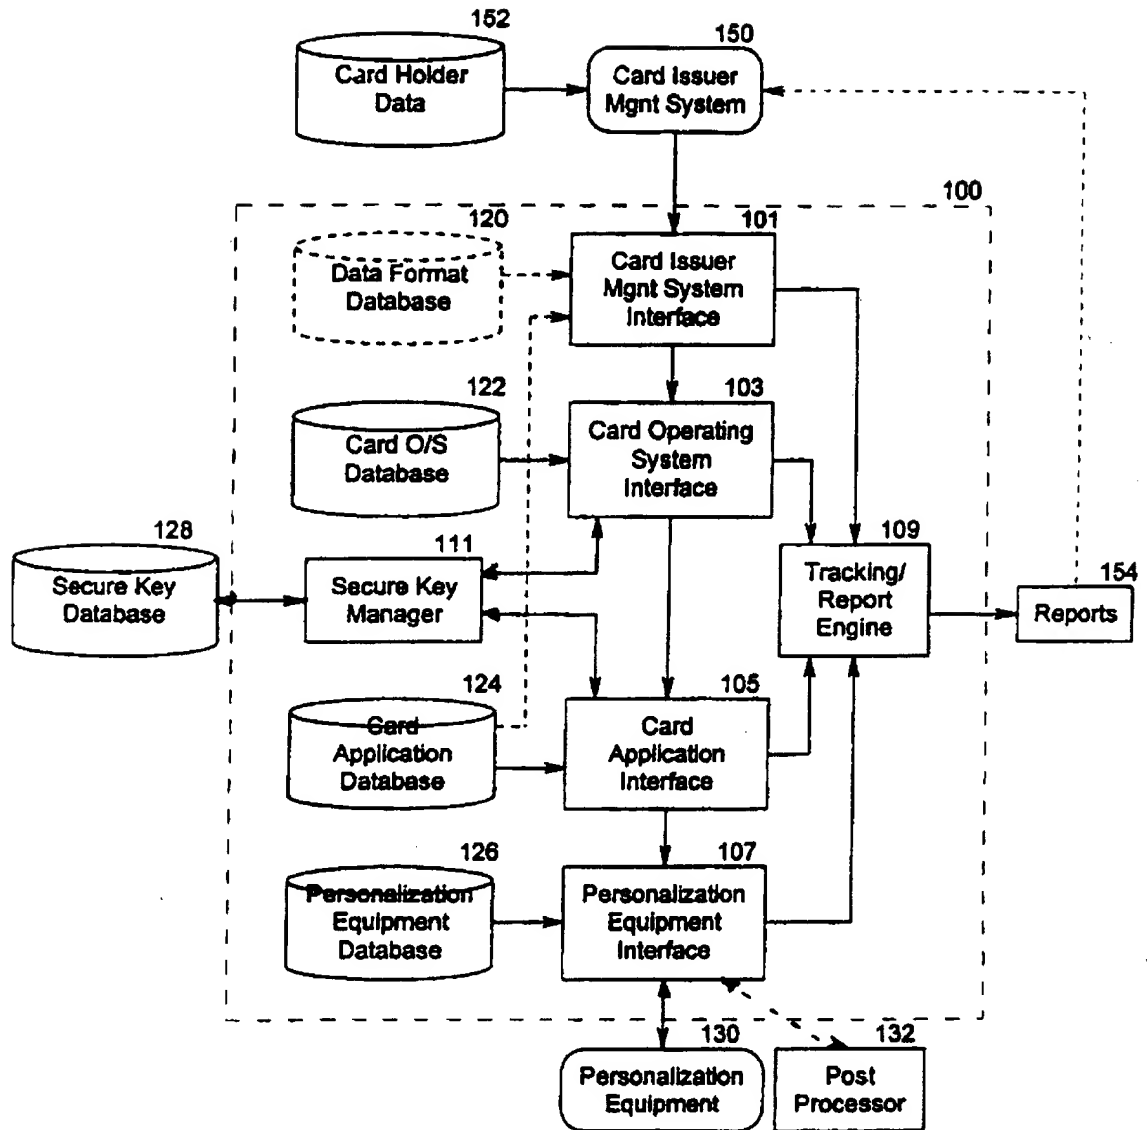 152
Card Holder
Data
150
Card Issuer
Mgnt System
100
120
Data Format
Database
101
Card Issuer
Mgnt System
Interface
122
Card O/S
Database
103
Card Operating
System
Interface
128
Secure Key
Database
111
Secure Key
Manager
109
Tracking/
Report
Engine
154
Reports
124
Card
Application
Database
105
Card
Application
Interface
126
Personalization
Equipment
Database
107
Personalization
Equipment
Interface
130
Personalization
Equipment
132
Post
Processor